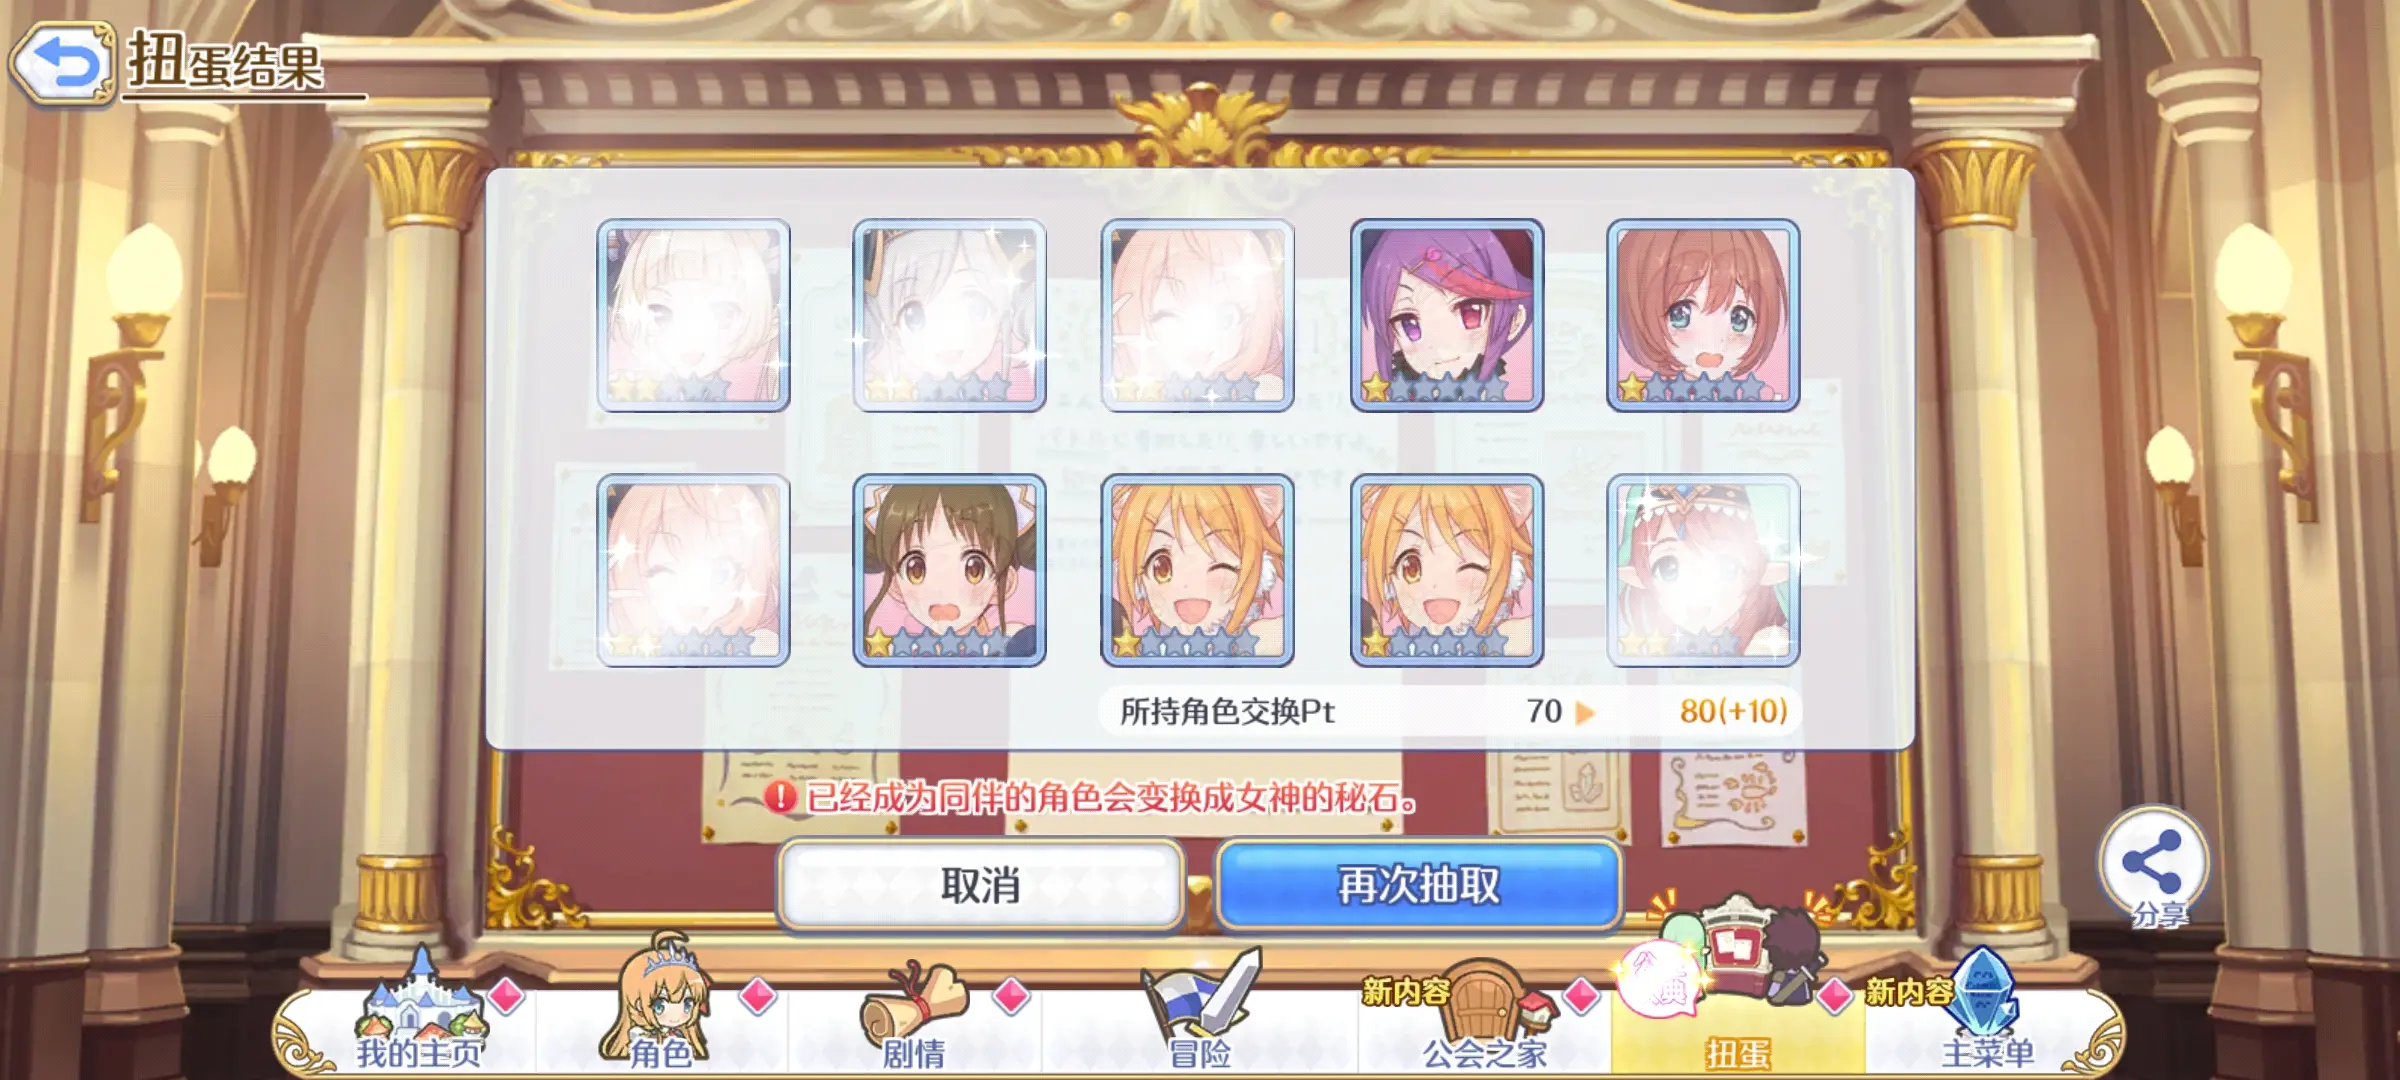 扭蛋结果
所持角色交换Pt 70 80(+10)
已经成为同伴的角色会变换成女神的秘石。
取消
再次抽取
分享
新内容
新内容
我的主页
角色
剧情
冒险
公会之家
扭蛋
主菜单